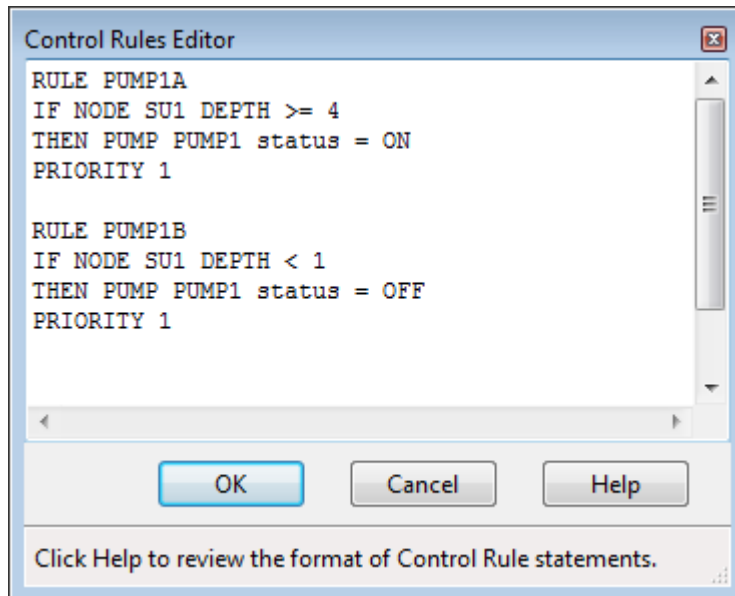 Control Rules Editor
RULE PUMP1A
IF NODE SU1 DEPTH >= 4
THEN PUMP PUMP1 status = ON
PRIORITY 1
RULE PUMP1B
IF NODE SU1 DEPTH < 1
THEN PUMP PUMP1 status = OFF
PRIORITY 1
OK Cancel Help
Click Help to review the format of Control Rule statements.